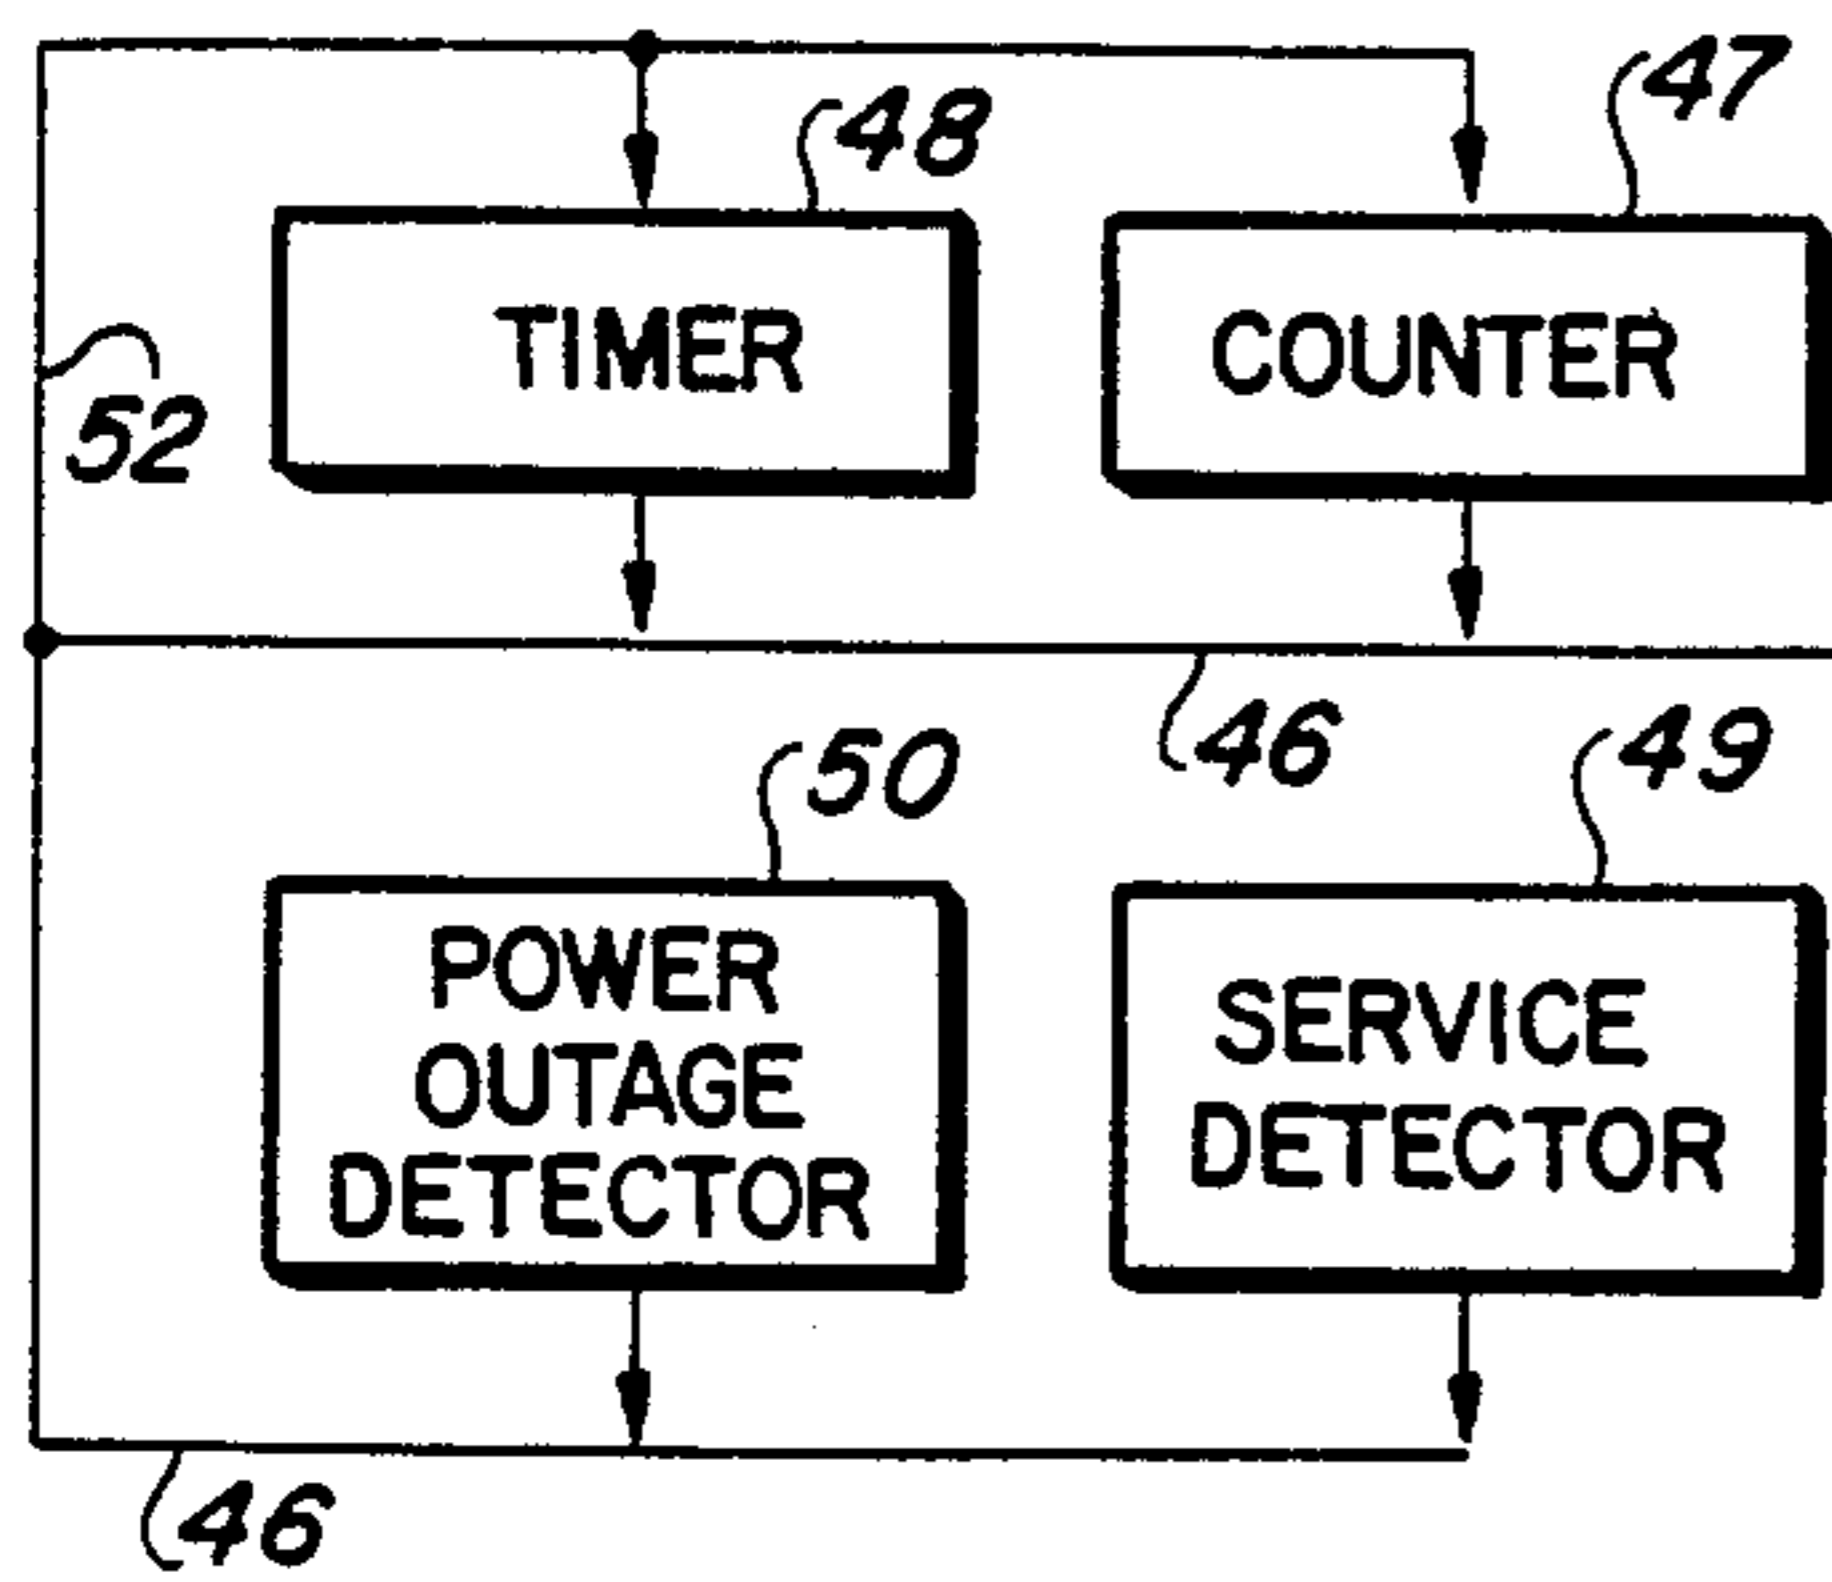 47
48
TIMER
COUNTER
52
46
49
50
POWER
OUTAGE
DETECTOR
SERVICE
DETECTOR
46